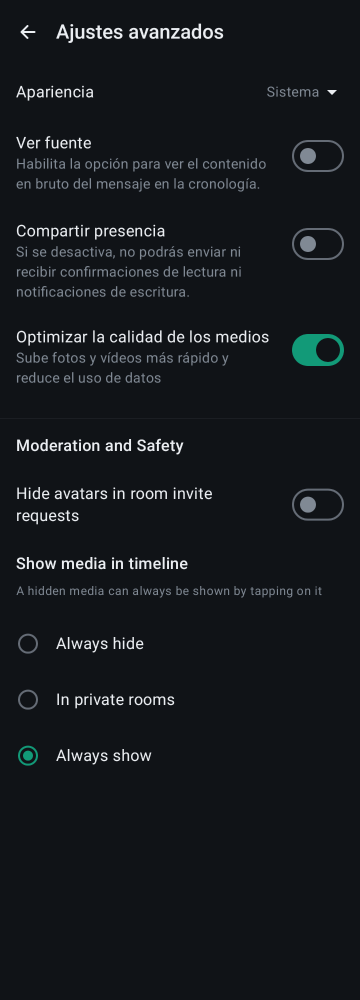 Ajustes avanzados
Apariencia
Sistema
Ver fuente
Habilita la opción para ver el contenido
en bruto del mensaje en la cronología.
Compartir presencia
Si se desactiva, no podrás enviar ni
recibir confirmaciones de lectura ni
notificaciones de escritura.
Optimizar la calidad de los medios
Sube fotos y vídeos más rápido y
reduce el uso de datos
Moderation and Safety
Hide avatars in room invite
requests
Show media in timeline
A hidden media can always be shown by tapping on it
Always hide
In private rooms
Always show